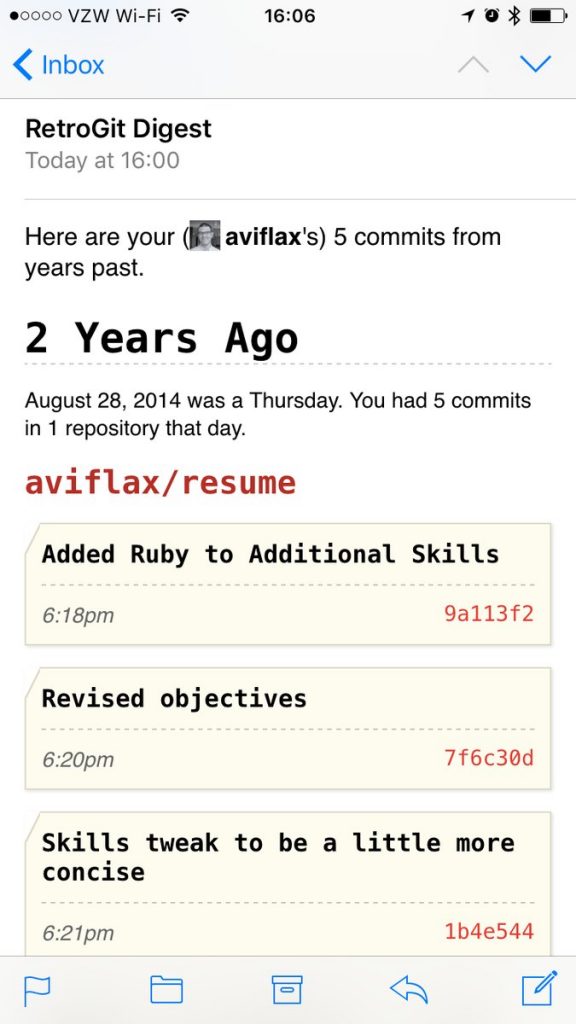 VZW Wi-Fi 16:06
Inbox
RetroGit Digest
Today at 16:00
Here are your (aviflax's) 5 commits from
years past.
2 Years Ago
August 28, 2014 was a Thursday. You had 5 commits
in 1 repository that day.
aviflax/resume
Added Ruby to Additional Skills
6:18pm 9a113f2
Revised objectives
6:20pm 7f6c30d
Skills tweak to be a little more
concise
6:21pm 1b4e544